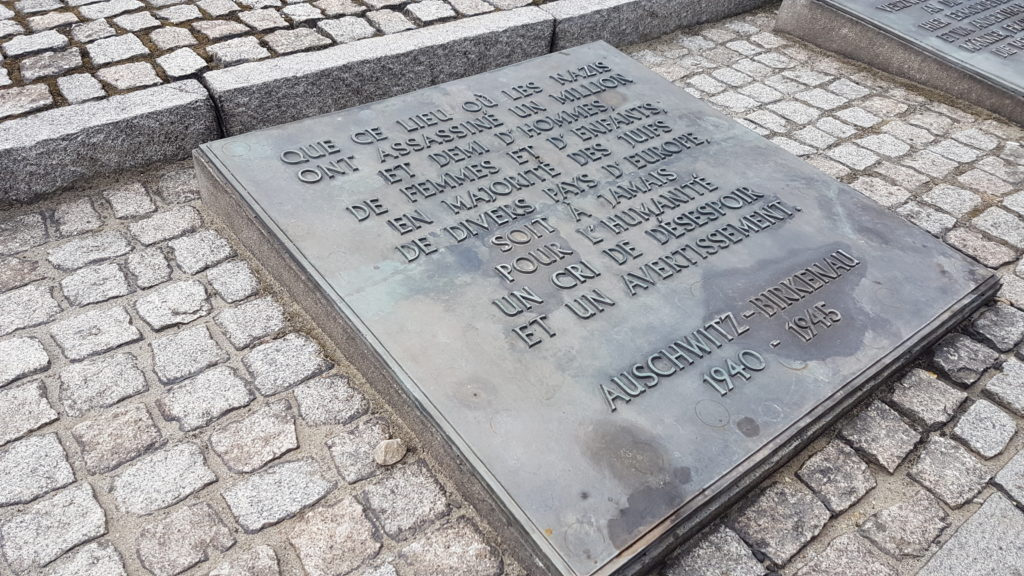 QUE CE LIEU OÙ LES NAZIS
ONT ASSASSINÉ UN MILLION
ET DEMI D'HOMMES
DE FEMMES ET D'ENFANTS
EN MAJORITÉ DES JUIFS
DE DIVERS PAYS D'EUROPE,
SOIT À JAMAIS
POUR L'HUMANITÉ
UN CRI DE DÉSESPOIR
ET UN AVERTISSEMENT.
AUSCHWITZ-BIRKENAU
1940 - 1945